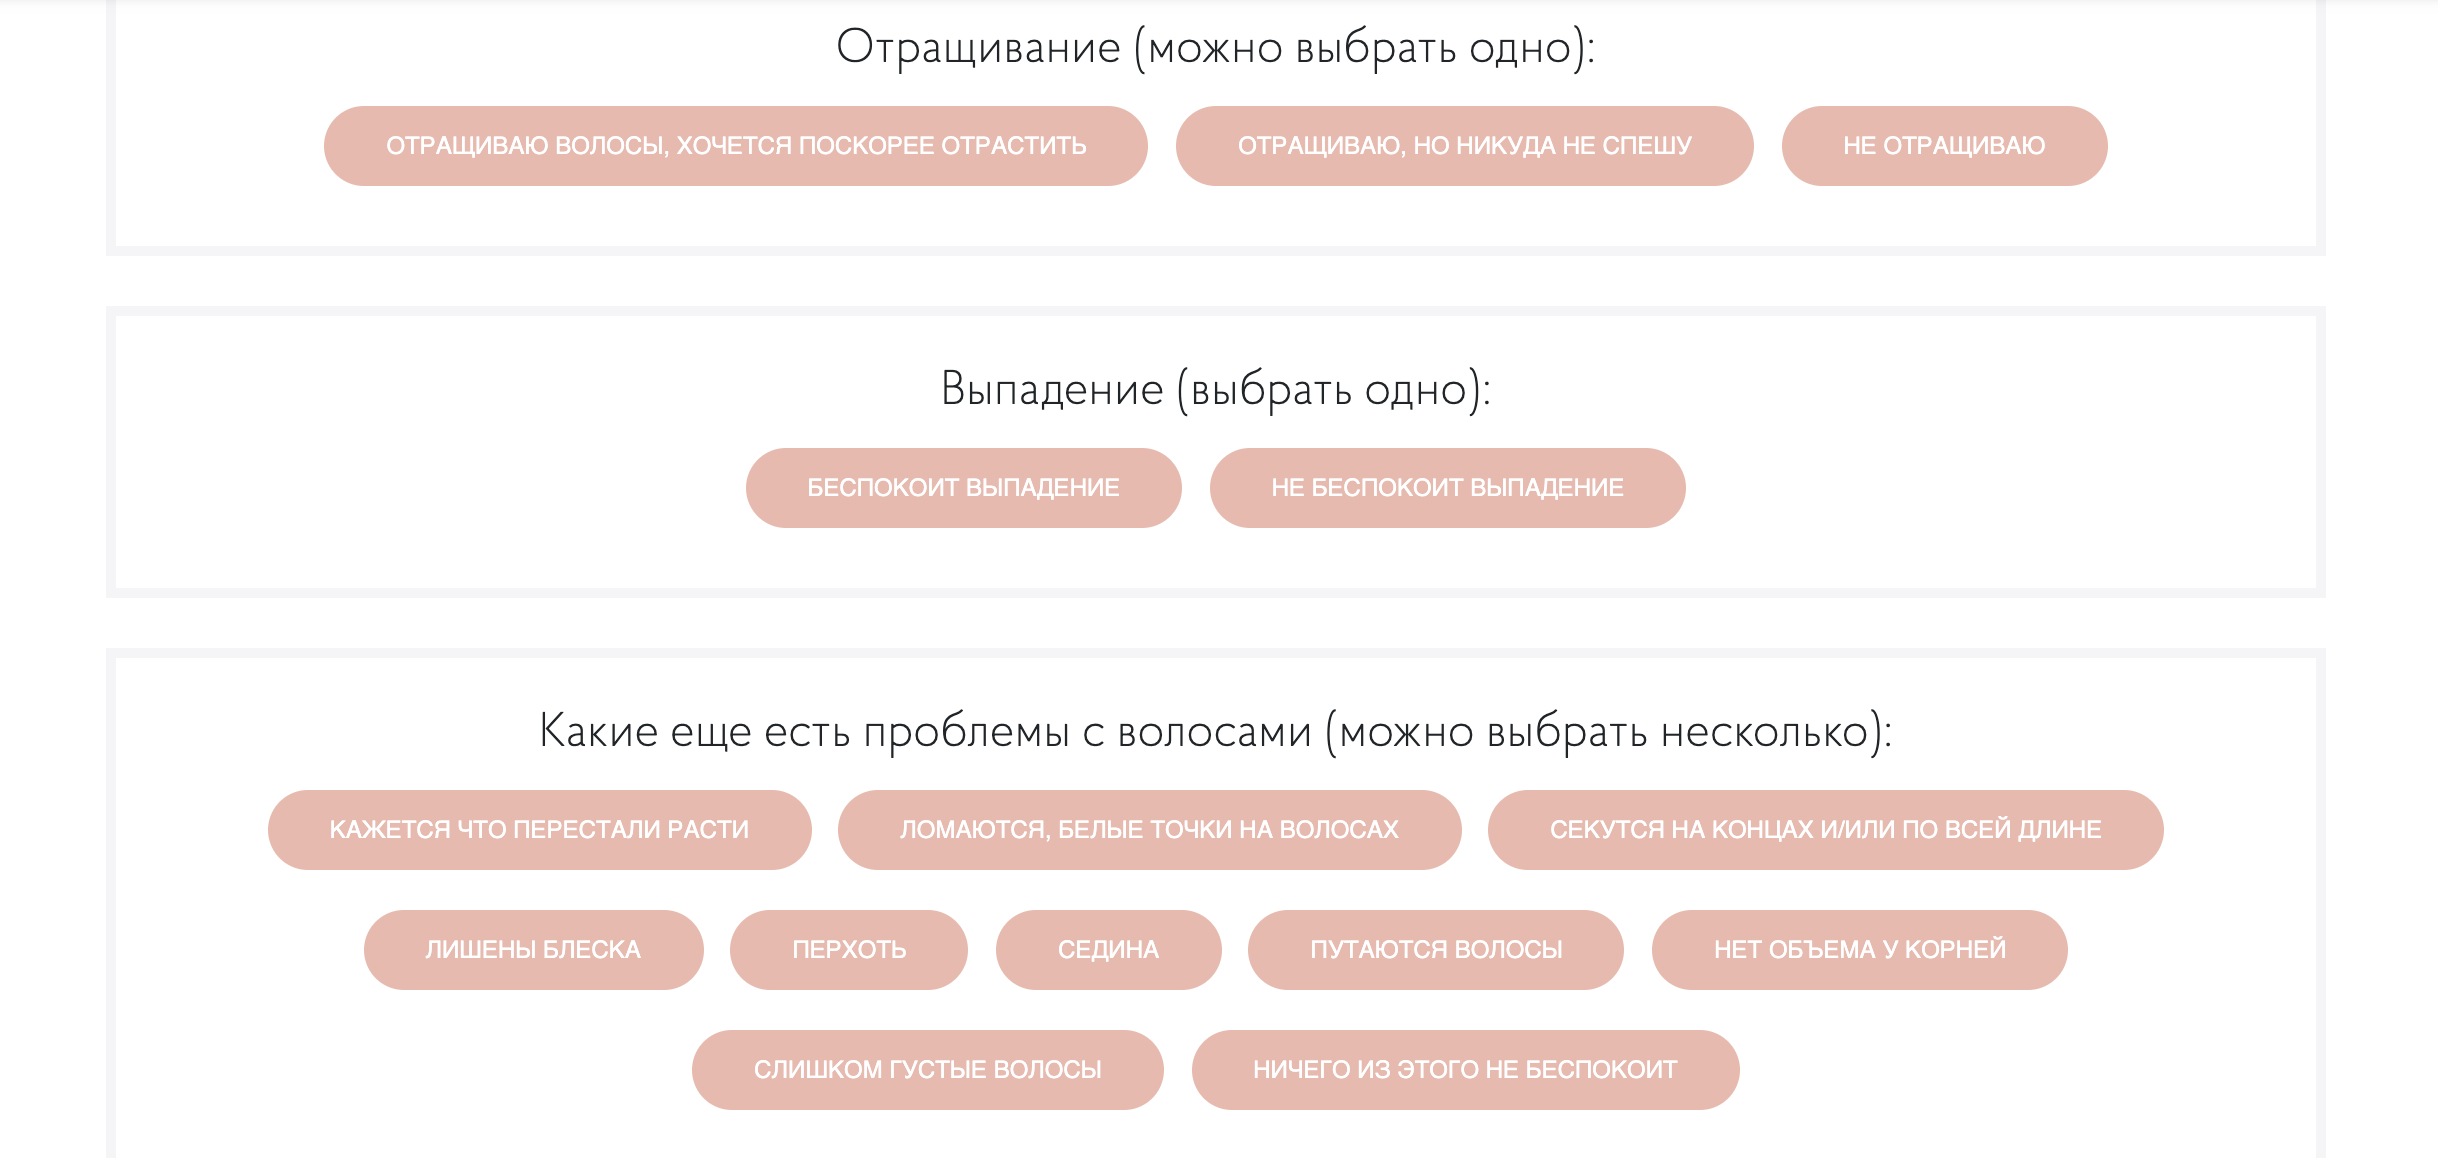 Отращивание (можно выбрать одно):
ОТРАЩИВАЮ ВОЛОСЫ, ХОЧЕТСЯ ПОСКОРЕЕ ОТРАСТИТЬ
ОТРАЩИВАЮ, НО НИКУДА НЕ СПЕШУ
НЕ ОТРАЩИВАЮ
Выпадение (выбрать одно):
БЕСПОКОИТ ВЫПАДЕНИЕ
НЕ БЕСПОКОИТ ВЫПАДЕНИЕ
Какие еще есть проблемы с волосами (можно выбрать несколько):
КАЖЕТСЯ ЧТО ПЕРЕСТАЛИ РАСТИ
ЛОМАЮТСЯ, БЕЛЫЕ ТОЧКИ НА ВОЛОСАХ
СЕКУТСЯ НА КОНЦАХ И/ИЛИ ПО ВСЕЙ ДЛИНЕ
ЛИШЕНЫ БЛЕСКА
ПЕРХОТЬ
СЕДИНА
ПУТАЮТСЯ ВОЛОСЫ
НЕТ ОБЪЕМА У КОРНЕЙ
СЛИШКОМ ГУСТЫЕ ВОЛОСЫ
НИЧЕГО ИЗ ЭТОГО НЕ БЕСПОКОИТ